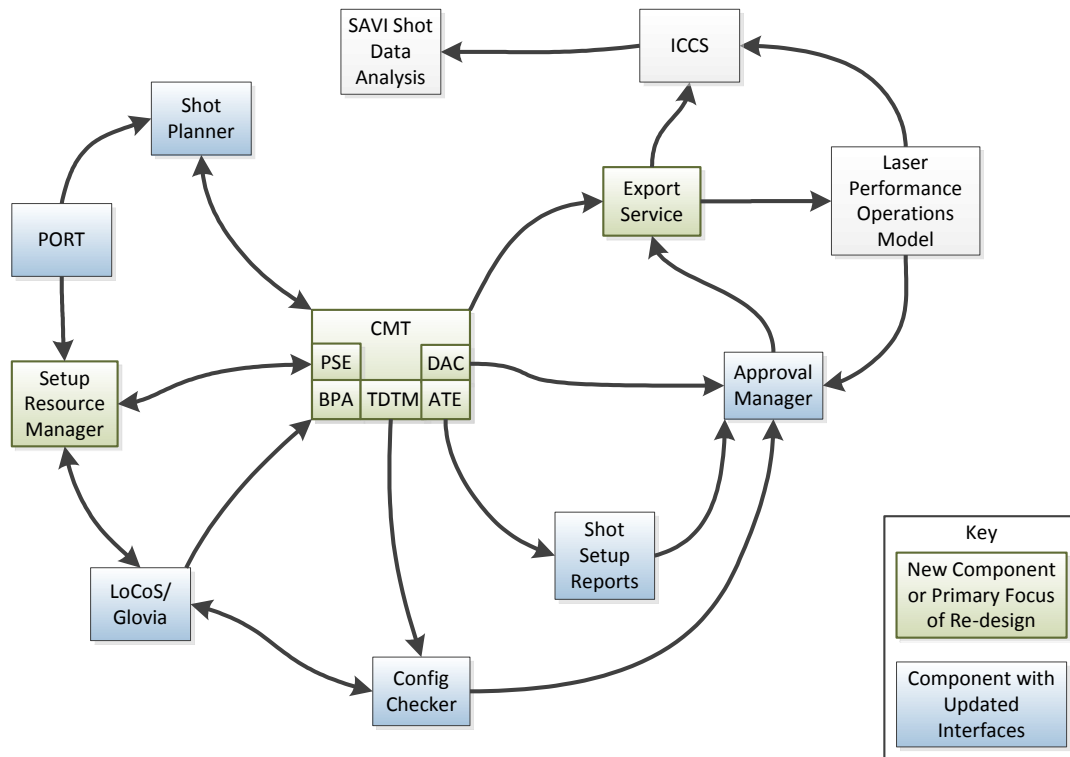 SAVI Shot
Data
Analysis
ICCS
Shot
Planner
Laser
Performance
Operations
Model
Export
Service
PORT
CMT
PSE
DAC
BPA
TDTM
ATE
Setup
Resource
Manager
Approval
Manager
Shot
Setup
Reports
LoCoS/
Glovia
Config
Checker
Key
New Component
or Primary Focus
of Re-design
Component with
Updated
Interfaces